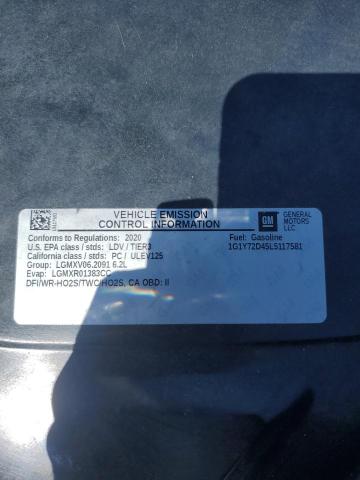 VEHICLE EMISSION
CONTROL INFORMATION
GM
GENERAL
MOTORS
LLC
Conforms to Regulations: 2020
Fuel: Gasoline
U.S. EPA class / stds: LDV / TIER3
1G1Y72D45L5117581
California class / stds: PC / ULEV125
Group: LGMXV06.2091 6.2L
Evap: LGMXR01383CC
DFI/WR-HO2S/TWC/HO2S, CA OBD: II